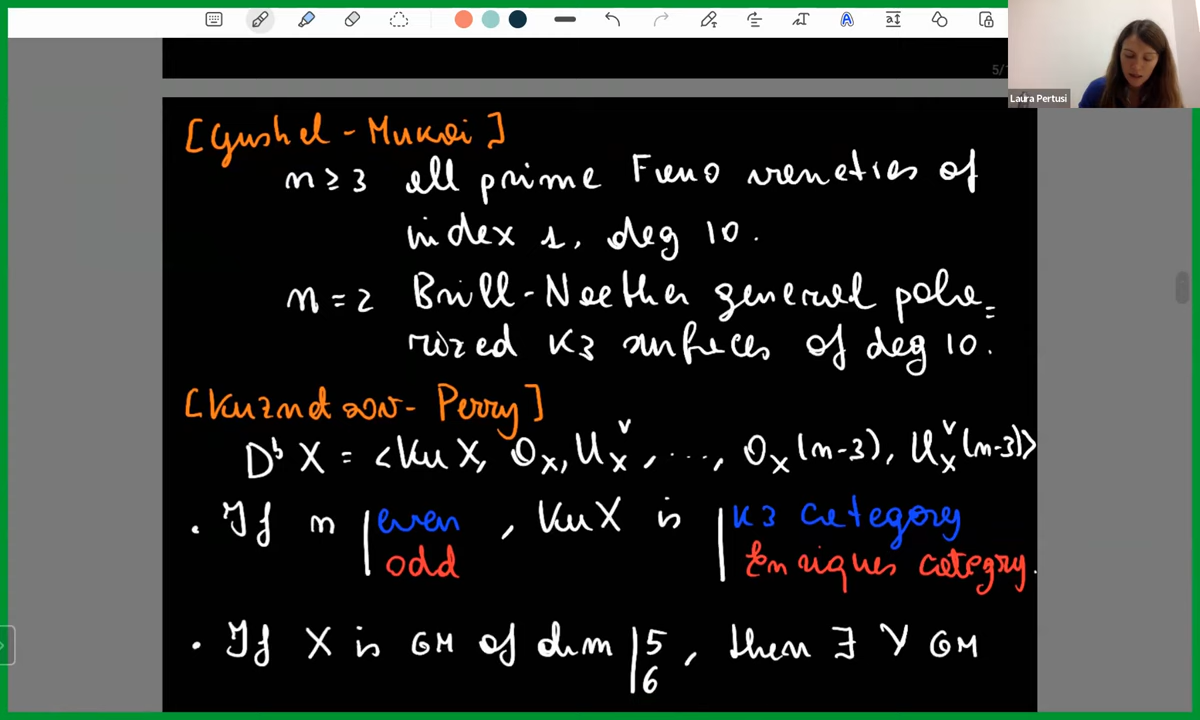 5/
Laura Pertusi
[Gushel - Mukai]
n ≥ 3 all prime Fano varieties of
index 1, deg 10.
n = 2 Brill-Noether general pola=
rized K3 surfaces of deg 10.
[Kuznetsov - Perry]
D^b X = <Ku X, O_X, U_X^∨, ..., O_X(n-3), U_X^∨(n-3)>
. If n | even , Ku X is | K3 category
odd Enriques category.
. If X is GM of dim | 5 , then ∃ Y GM
6